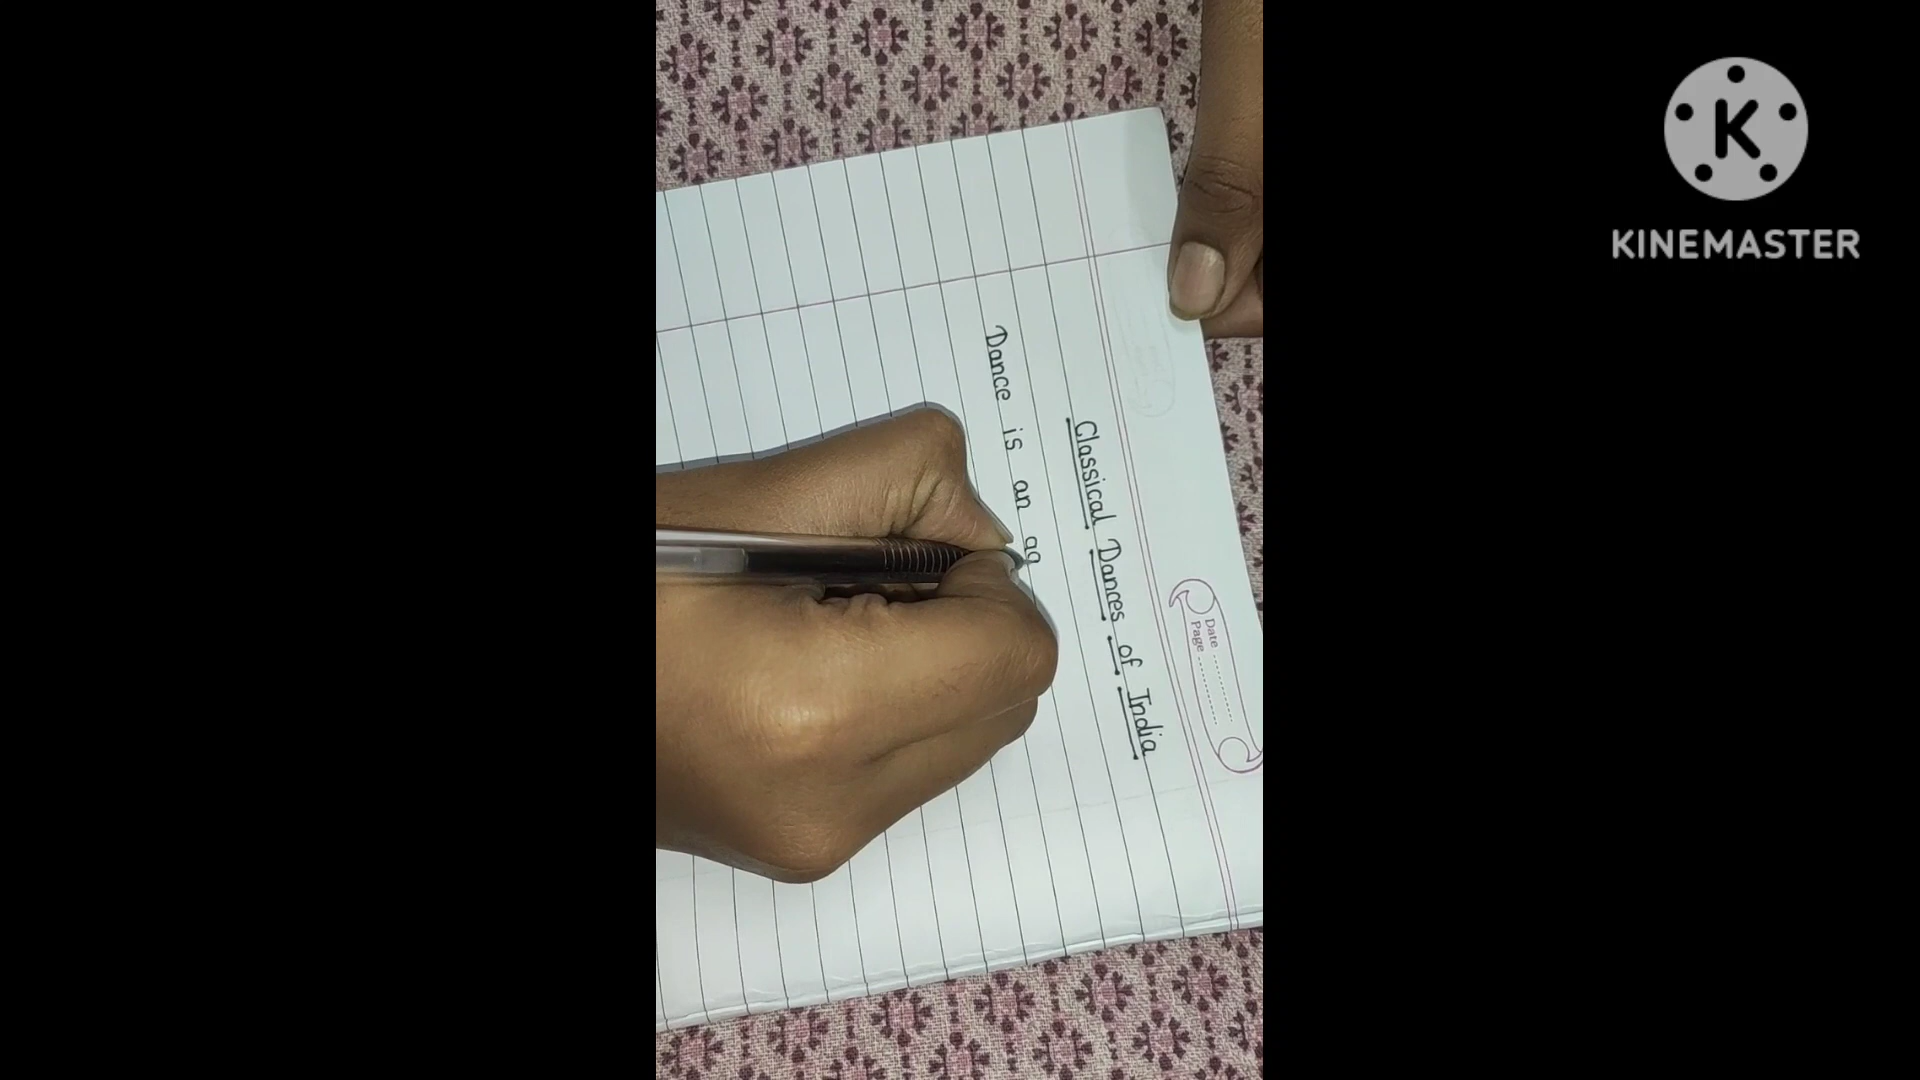 Date
Page
Classical Dances of India
Dance is an
K
KINEMASTER